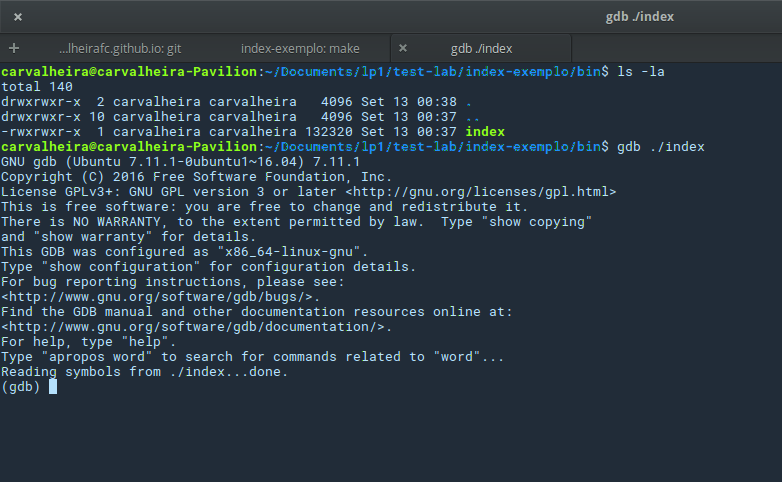 gdb ./index
...lheirafc.github.io: git
index-exemplo: make
gdb ./index
carvalheira@carvalheira-Pavilion:~/Documents/lp1/test-lab/index-exemplo/bin$ ls -la
total 140
drwxrwxr-x  2 carvalheira carvalheira   4096 Set 13 00:38 .
drwxrwxr-x 10 carvalheira carvalheira   4096 Set 13 00:37 ..
-rwxrwxr-x  1 carvalheira carvalheira 132320 Set 13 00:37 index
carvalheira@carvalheira-Pavilion:~/Documents/lp1/test-lab/index-exemplo/bin$ gdb ./index
GNU gdb (Ubuntu 7.11.1-0ubuntu1~16.04) 7.11.1
Copyright (C) 2016 Free Software Foundation, Inc.
License GPLv3+: GNU GPL version 3 or later <http://gnu.org/licenses/gpl.html>
This is free software: you are free to change and redistribute it.
There is NO WARRANTY, to the extent permitted by law.  Type "show copying"
and "show warranty" for details.
This GDB was configured as "x86_64-linux-gnu".
Type "show configuration" for configuration details.
For bug reporting instructions, please see:
<http://www.gnu.org/software/gdb/bugs/>.
Find the GDB manual and other documentation resources online at:
<http://www.gnu.org/software/gdb/documentation/>.
For help, type "help".
Type "apropos word" to search for commands related to "word"...
Reading symbols from ./index...done.
(gdb)